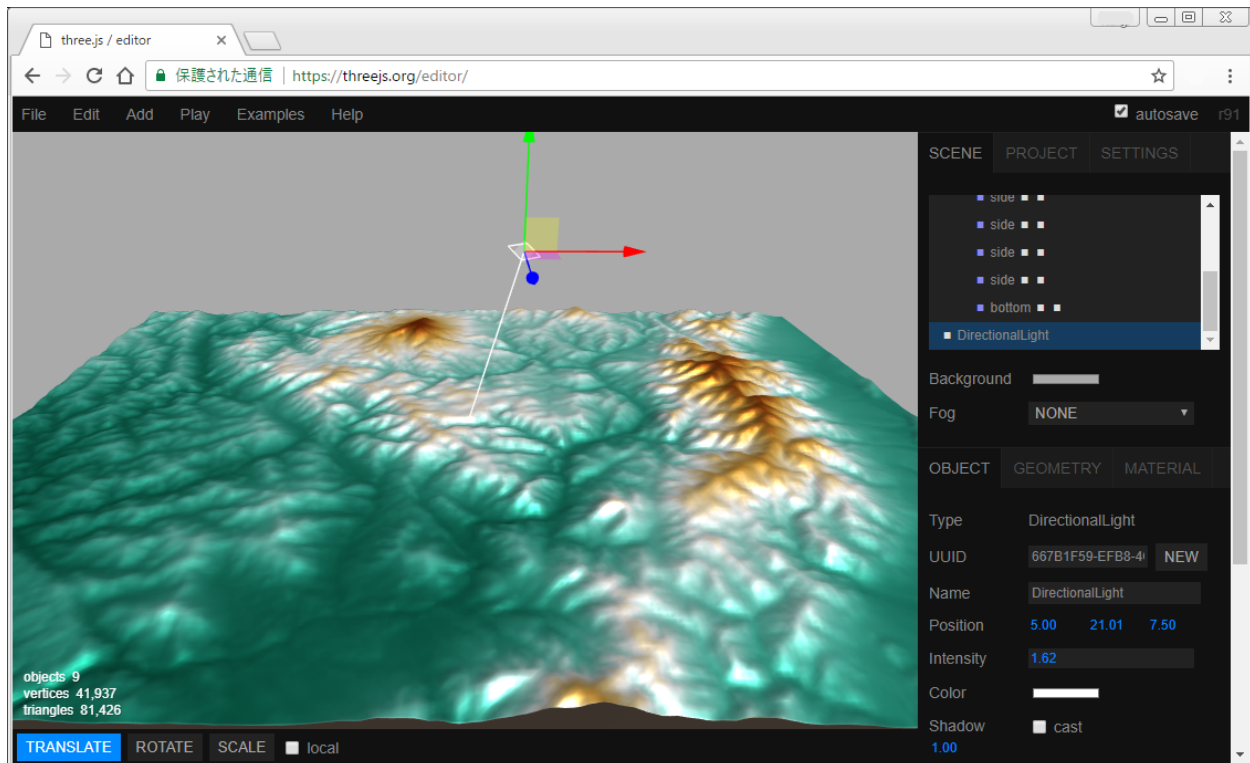 three.js / editor
保護された通信 | https://threejs.org/editor/
File Edit Add Play Examples Help autosave r91
SCENE PROJECT SETTINGS
side
side
side
side
bottom
DirectionalLight
Background
Fog NONE
OBJECT GEOMETRY MATERIAL
Type DirectionalLight
UUID 667B1F59-EFB8-4 NEW
Name DirectionalLight
Position 5.00 21.01 7.50
Intensity 1.62
Color
Shadow cast
1.00
objects 9
vertices 41,937
triangles 81,426
TRANSLATE ROTATE SCALE local